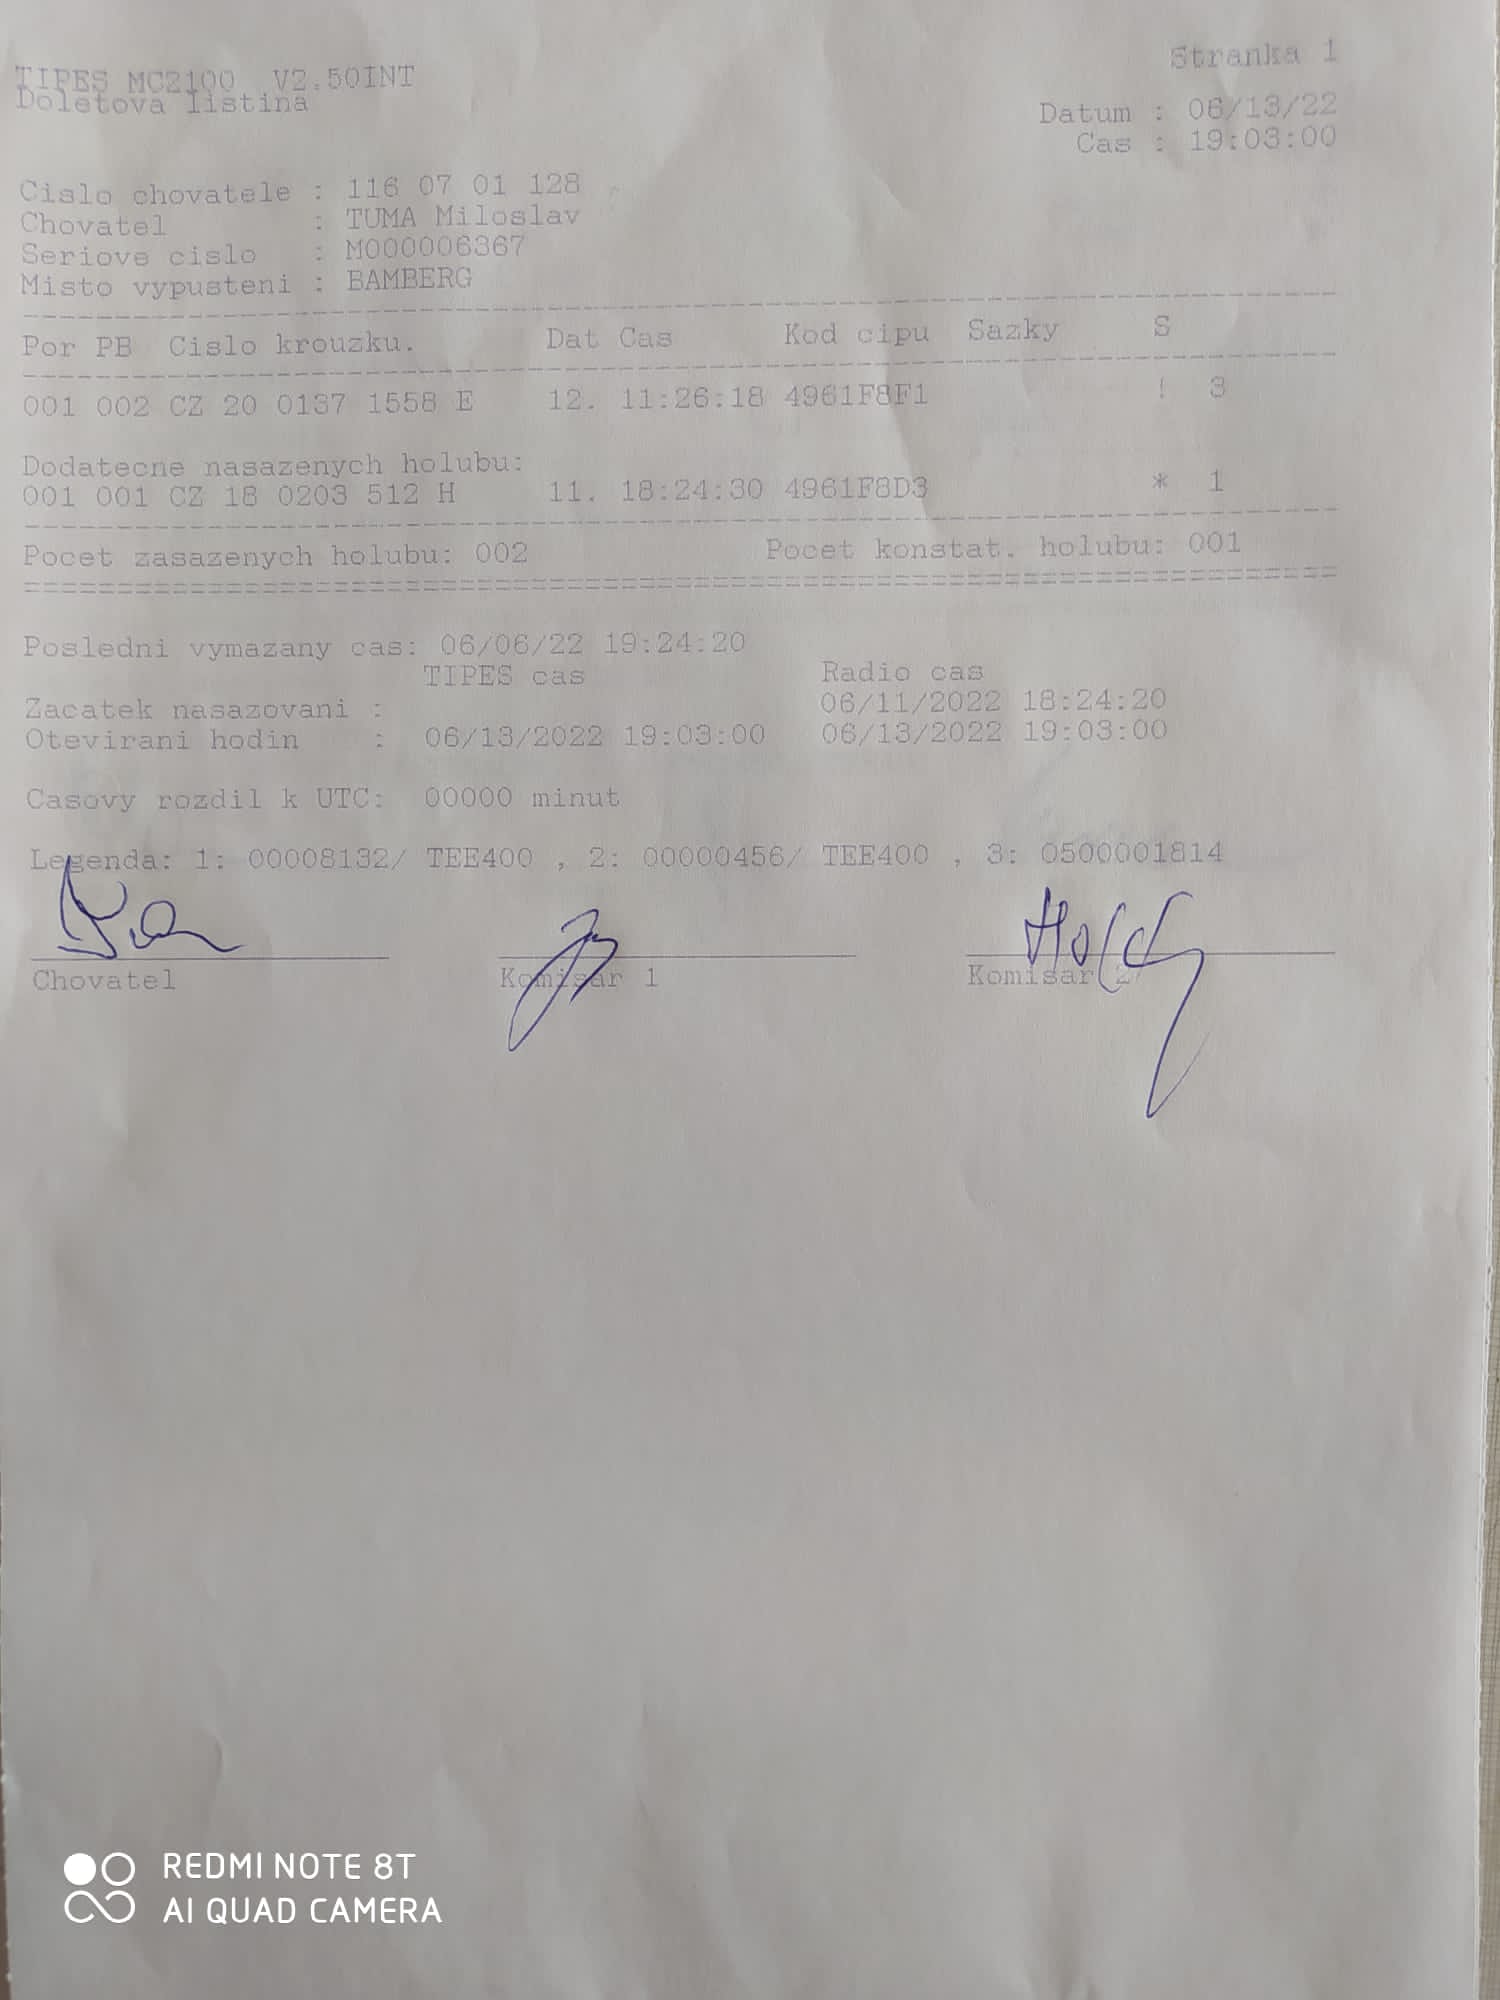 Stranka 1
TIPES MC2100 V2.50INT
Doletova listina
Datum : 06/13/22
Cas : 19:03:00
Cislo chovatele : 116 07 01 128
Chovatel : TUMA Miloslav
Seriove cislo : M000006367
Misto vypusteni : BAMBERG
Por PB Cislo krouzku. Dat Cas Kod cipu Sazky S
001 002 CZ 20 0137 1558 E 12. 11:26:18 4961F8F1 ! 3
Dodatecne nasazenych holubu:
001 001 CZ 18 0203 512 H 11. 18:24:30 4961F8D3 * 1
Pocet zasazenych holubu: 002 Pocet konstat. holubu: 001
Posledni vymazany cas: 06/06/22 19:24:20
TIPES cas Radio cas
Zacatek nasazovani : 06/11/2022 18:24:20
Otevirani hodin : 06/13/2022 19:03:00 06/13/2022 19:03:00
Casovy rozdil k UTC: 00000 minut
Legenda: 1: 00008132/ TEE400 , 2: 00000456/ TEE400 , 3: 0500001814
Chovatel Komisar 1 Komisar 2
REDMI NOTE 8T
AI QUAD CAMERA